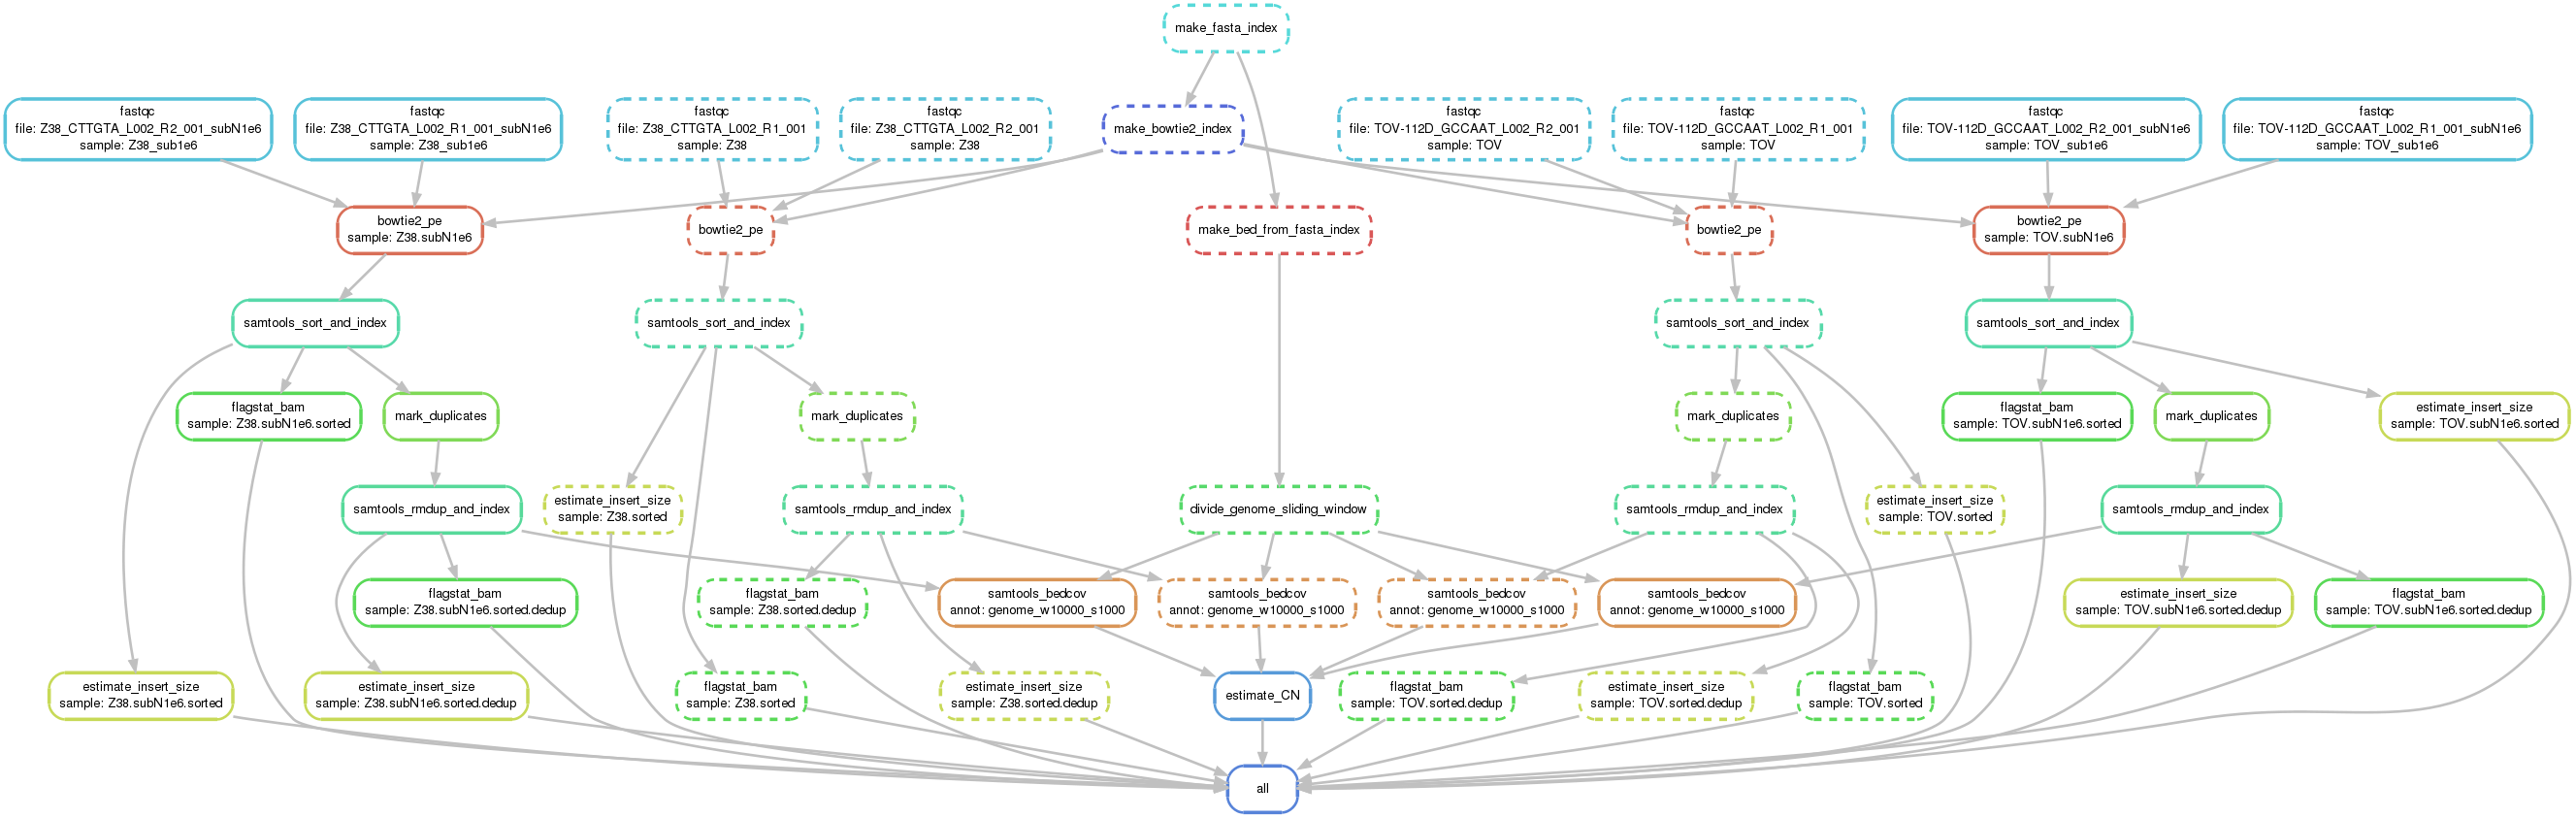 make_fasta_index
fastqc
file: Z38_CTTGTA_L002_R2_001_subN1e6
sample: Z38_sub1e6
fastqc
file: Z38_CTTGTA_L002_R1_001_subN1e6
sample: Z38_sub1e6
fastqc
file: Z38_CTTGTA_L002_R1_001
sample: Z38
fastqc
file: Z38_CTTGTA_L002_R2_001
sample: Z38
make_bowtie2_index
fastqc
file: TOV-112D_GCCAAT_L002_R2_001
sample: TOV
fastqc
file: TOV-112D_GCCAAT_L002_R1_001
sample: TOV
fastqc
file: TOV-112D_GCCAAT_L002_R2_001_subN1e6
sample: TOV_sub1e6
fastqc
file: TOV-112D_GCCAAT_L002_R1_001_subN1e6
sample: TOV_sub1e6
bowtie2_pe
sample: Z38.subN1e6
bowtie2_pe
make_bed_from_fasta_index
bowtie2_pe
bowtie2_pe
sample: TOV.subN1e6
samtools_sort_and_index
samtools_sort_and_index
samtools_sort_and_index
samtools_sort_and_index
flagstat_bam
sample: Z38.subN1e6.sorted
mark_duplicates
mark_duplicates
mark_duplicates
flagstat_bam
sample: TOV.subN1e6.sorted
mark_duplicates
estimate_insert_size
sample: TOV.subN1e6.sorted
samtools_rmdup_and_index
estimate_insert_size
sample: Z38.sorted
samtools_rmdup_and_index
divide_genome_sliding_window
samtools_rmdup_and_index
estimate_insert_size
sample: TOV.sorted
samtools_rmdup_and_index
flagstat_bam
sample: Z38.subN1e6.sorted.dedup
flagstat_bam
sample: Z38.sorted.dedup
samtools_bedcov
annot: genome_w10000_s1000
samtools_bedcov
annot: genome_w10000_s1000
samtools_bedcov
annot: genome_w10000_s1000
samtools_bedcov
annot: genome_w10000_s1000
estimate_insert_size
sample: TOV.subN1e6.sorted.dedup
flagstat_bam
sample: TOV.subN1e6.sorted.dedup
estimate_insert_size
sample: Z38.subN1e6.sorted
estimate_insert_size
sample: Z38.subN1e6.sorted.dedup
flagstat_bam
sample: Z38.sorted
estimate_insert_size
sample: Z38.sorted.dedup
estimate_CN
flagstat_bam
sample: TOV.sorted.dedup
estimate_insert_size
sample: TOV.sorted.dedup
flagstat_bam
sample: TOV.sorted
all